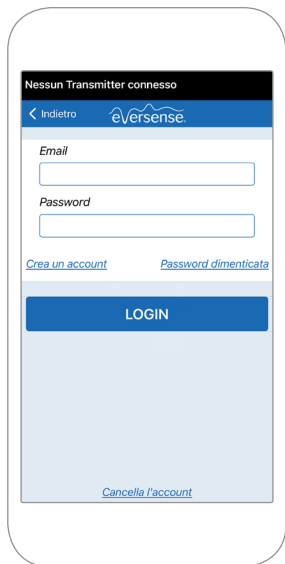 Nessun Transmitter connesso
Indietro
eversense.
Email
Password
Crea un account
Password dimenticata
LOGIN
Cancella l'account